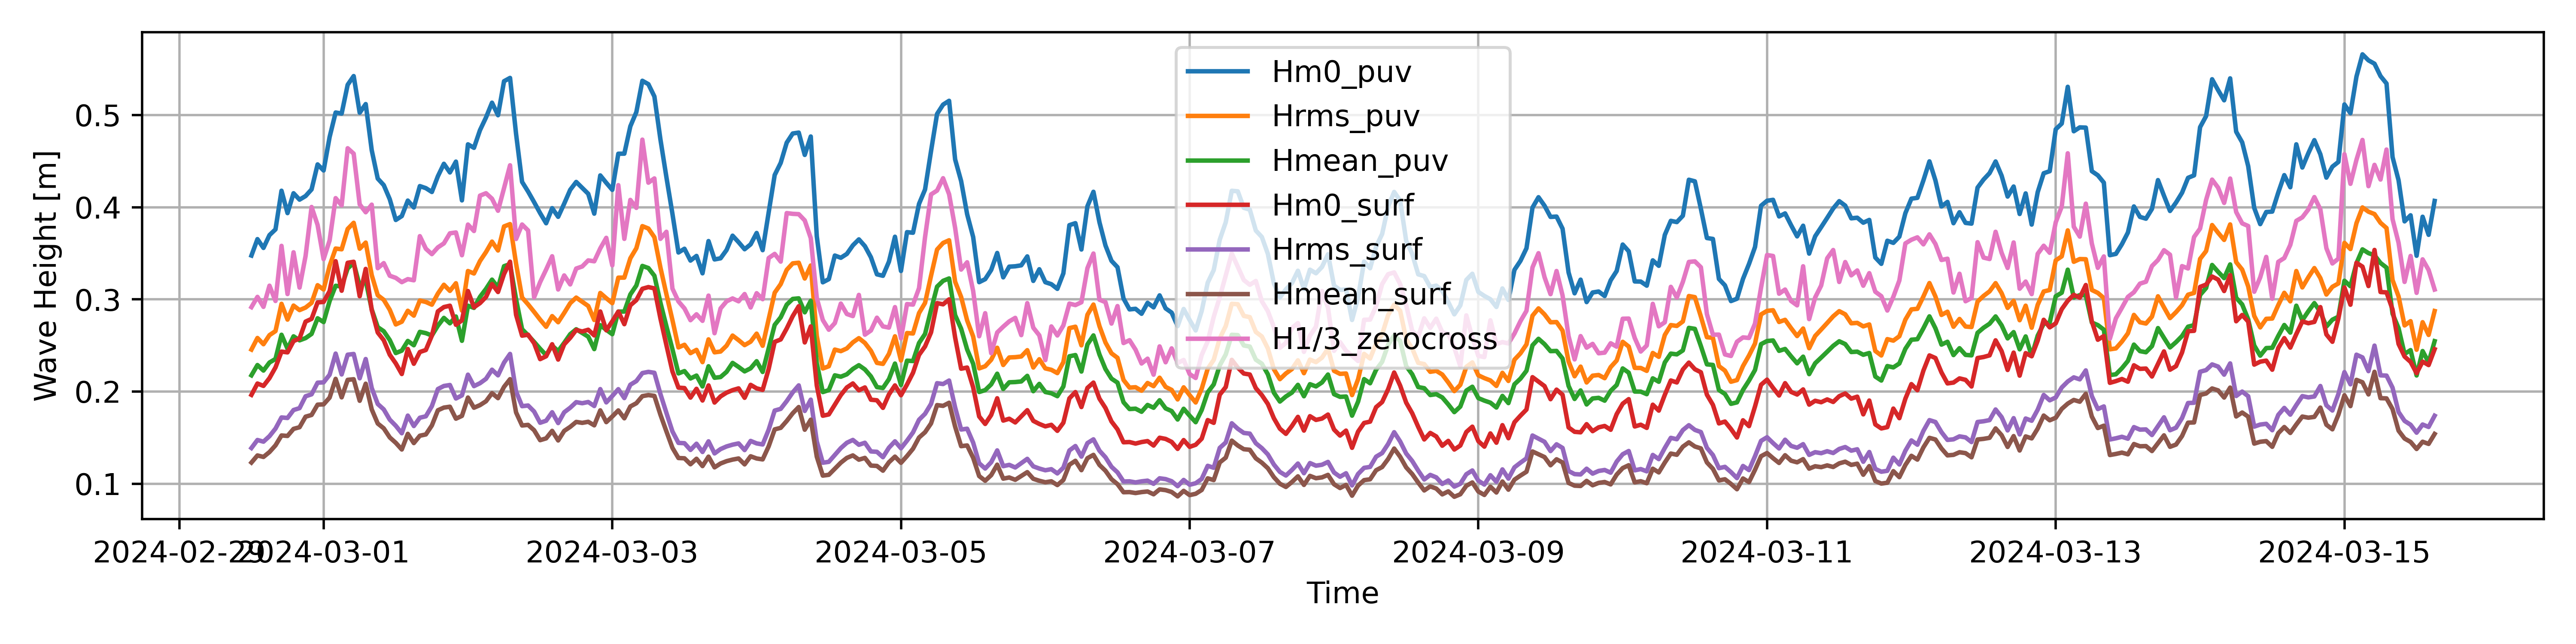 Wave Height [m]
0.5
0.4
0.3
0.2
0.1
Hm0_puv
Hrms_puv
Hmean_puv
Hm0_surf
Hrms_surf
Hmean_surf
H1/3_zerocross
2024-02-29 2024-03-01 2024-03-03 2024-03-05 2024-03-07 2024-03-09 2024-03-11 2024-03-13 2024-03-15
Time